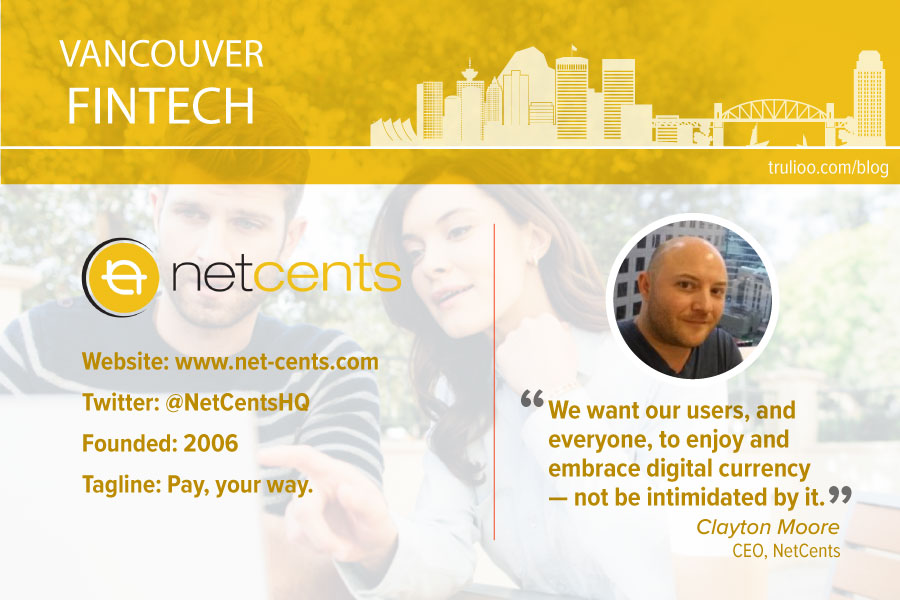 VANCOUVER
FINTECH
trulioo.com/blog
netcents
Website: www.net-cents.com
Twitter: @NetCentsHQ
Founded: 2006
Tagline: Pay, your way.
“We want our users, and
everyone, to enjoy and
embrace digital currency
— not be intimidated by it.”
Clayton Moore
CEO, NetCents